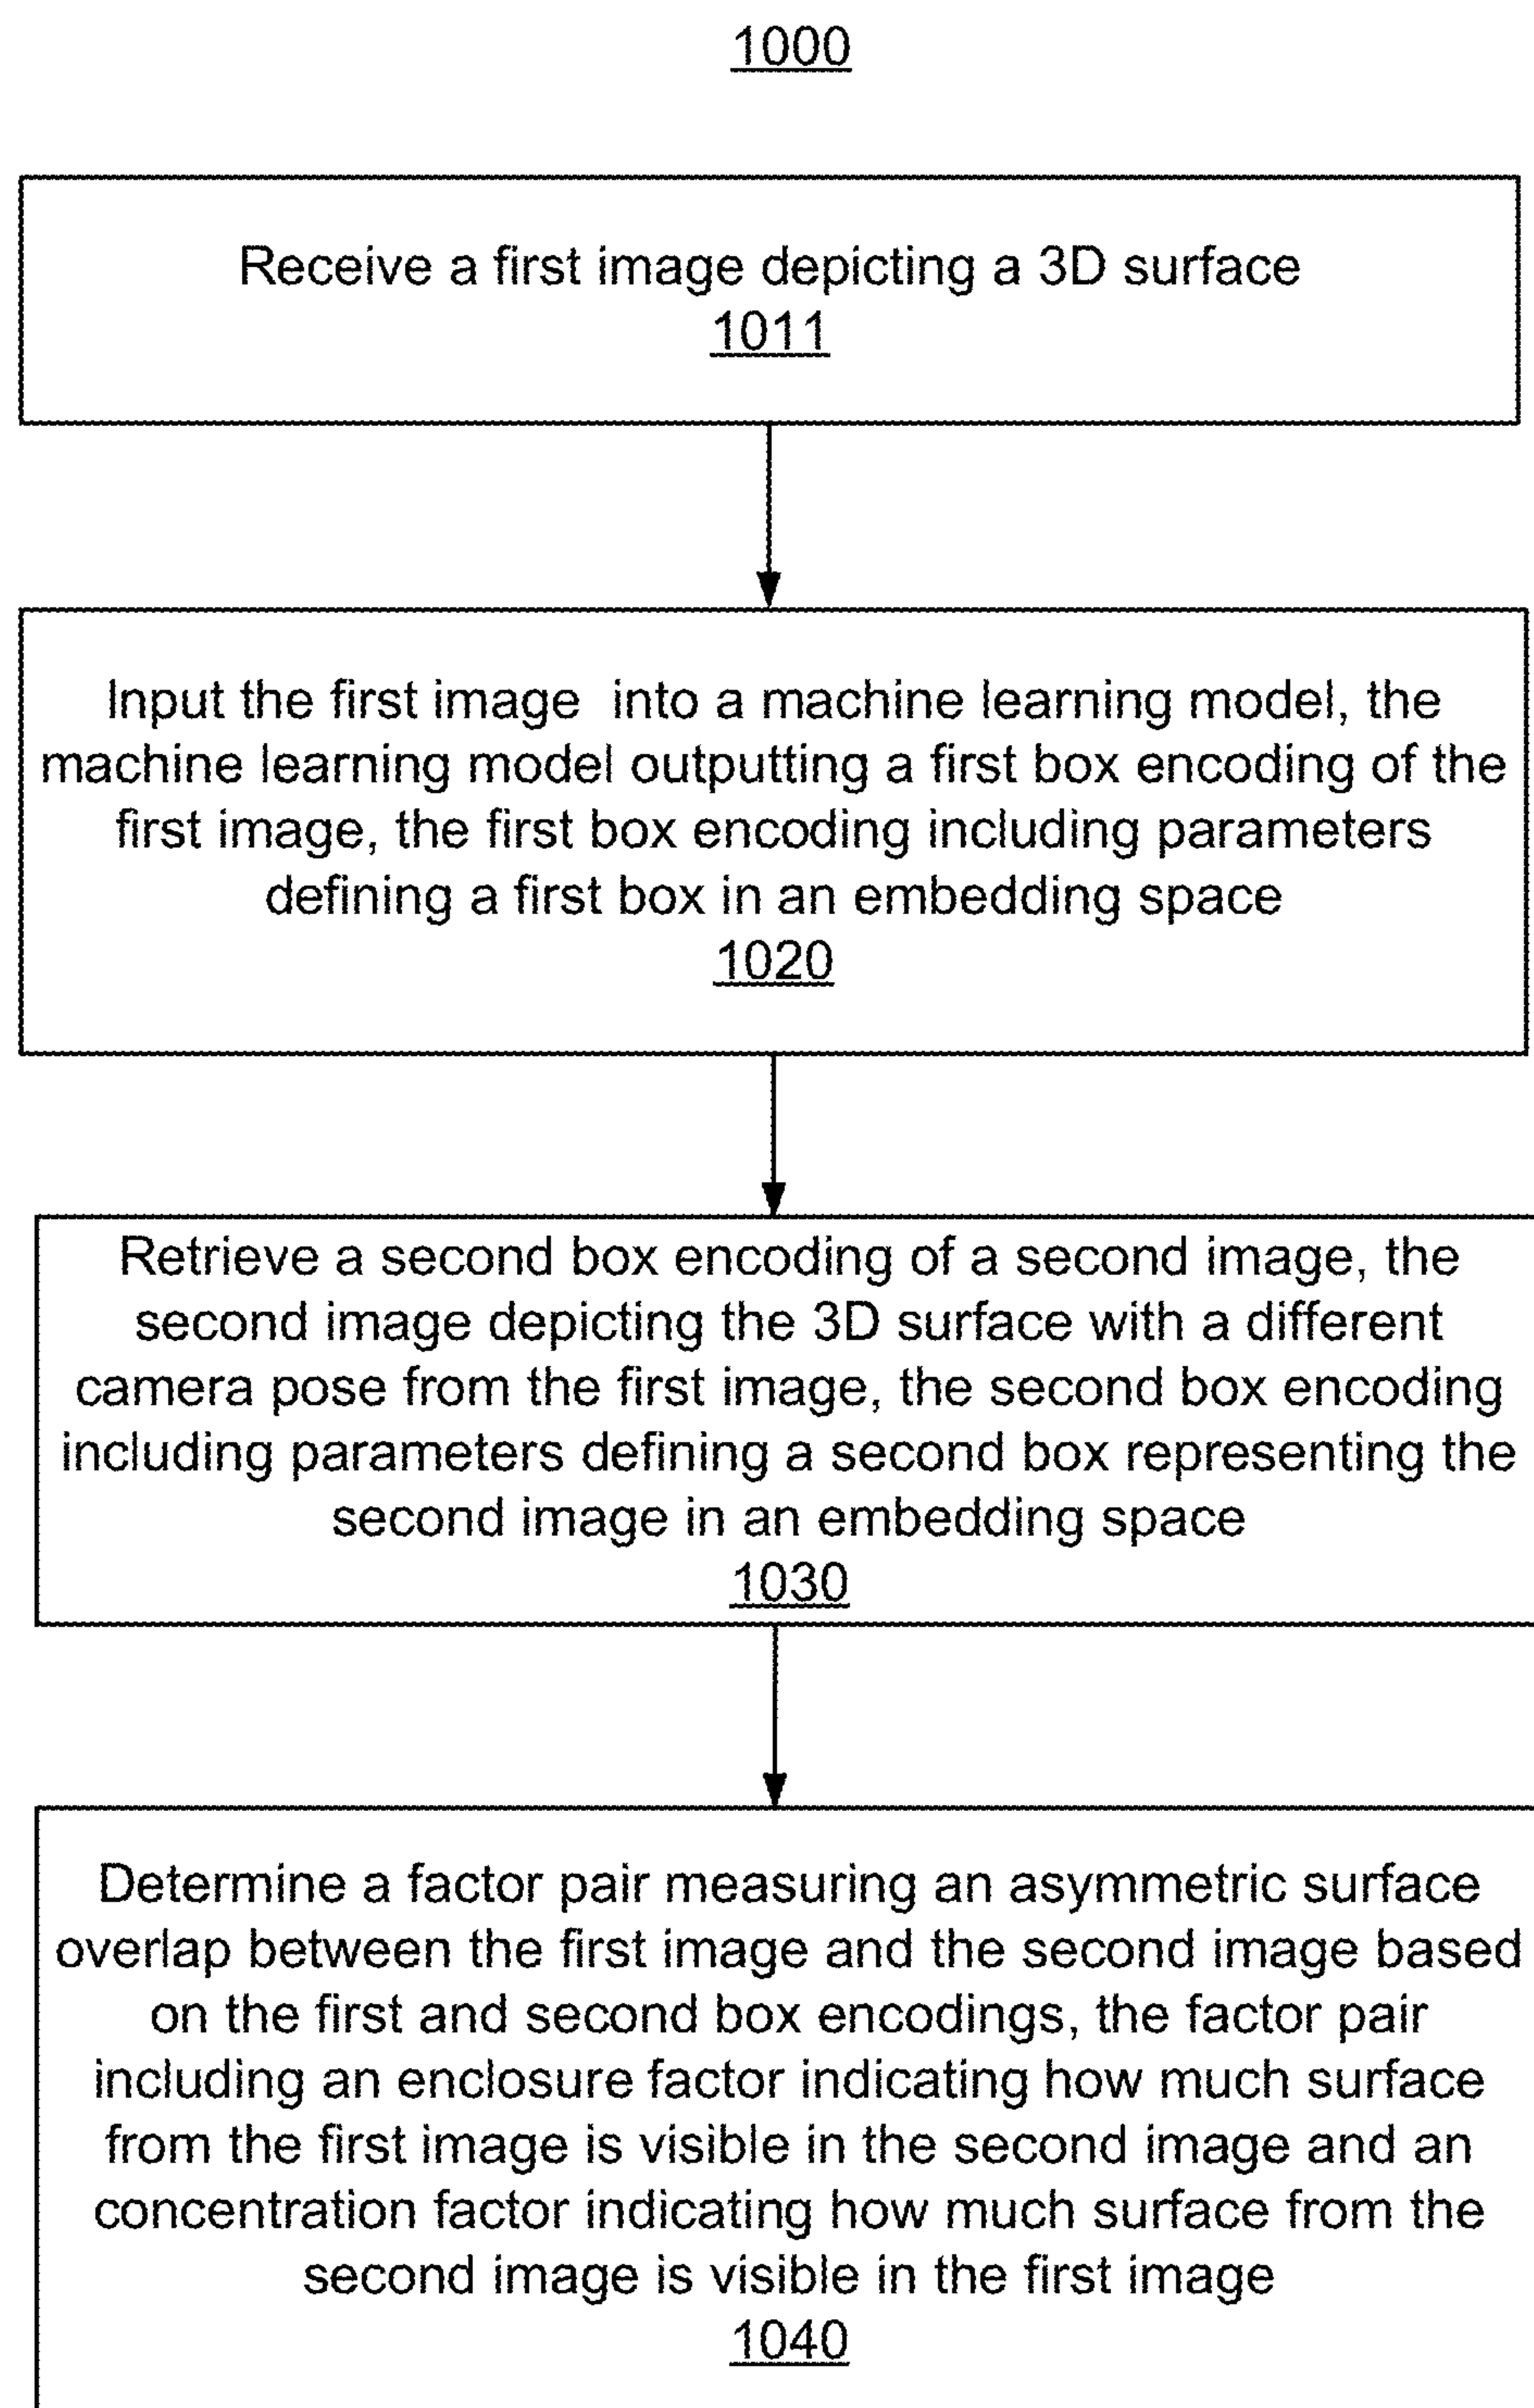 1000
Receive a first image depicting a 3D surface
1011
Input the first image into a machine learning model, the
machine learning model outputting a first box encoding of the
first image, the first box encoding including parameters
defining a first box in an embedding space
1020
Retrieve a second box encoding of a second image, the
second image depicting the 3D surface with a different
camera pose from the first image, the second box encoding
including parameters defining a second box representing the
second image in an embedding space
1030
Determine a factor pair measuring an asymmetric surface
overlap between the first image and the second image based
on the first and second box encodings, the factor pair
including an enclosure factor indicating how much surface
from the first image is visible in the second image and an
concentration factor indicating how much surface from the
second image is visible in the first image
1040